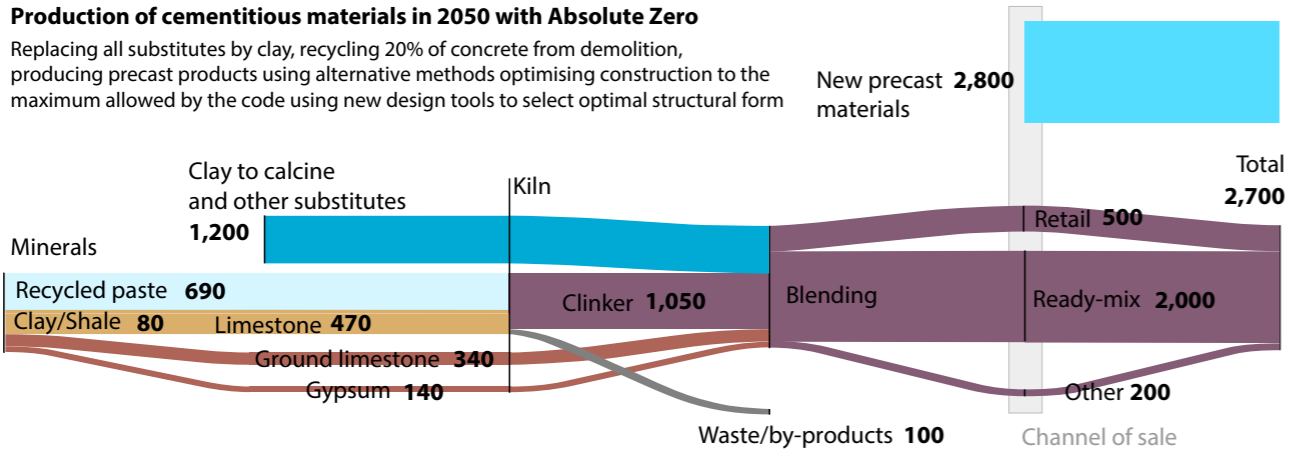 Production of cementitious materials in 2050 with Absolute Zero
Replacing all substitutes by clay, recycling 20% of concrete from demolition,
producing precast products using alternative methods optimising construction to the
maximum allowed by the code using new design tools to select optimal structural form
New precast 2,800
materials
Clay to calcine
and other substitutes
1,200
Kiln
Total
2,700
Minerals
Retail 500
Recycled paste 690
Clinker 1,050
Blending
Ready-mix 2,000
Clay/Shale 80
Limestone 470
Ground limestone 340
Gypsum 140
Other 200
Waste/by-products 100
Channel of sale